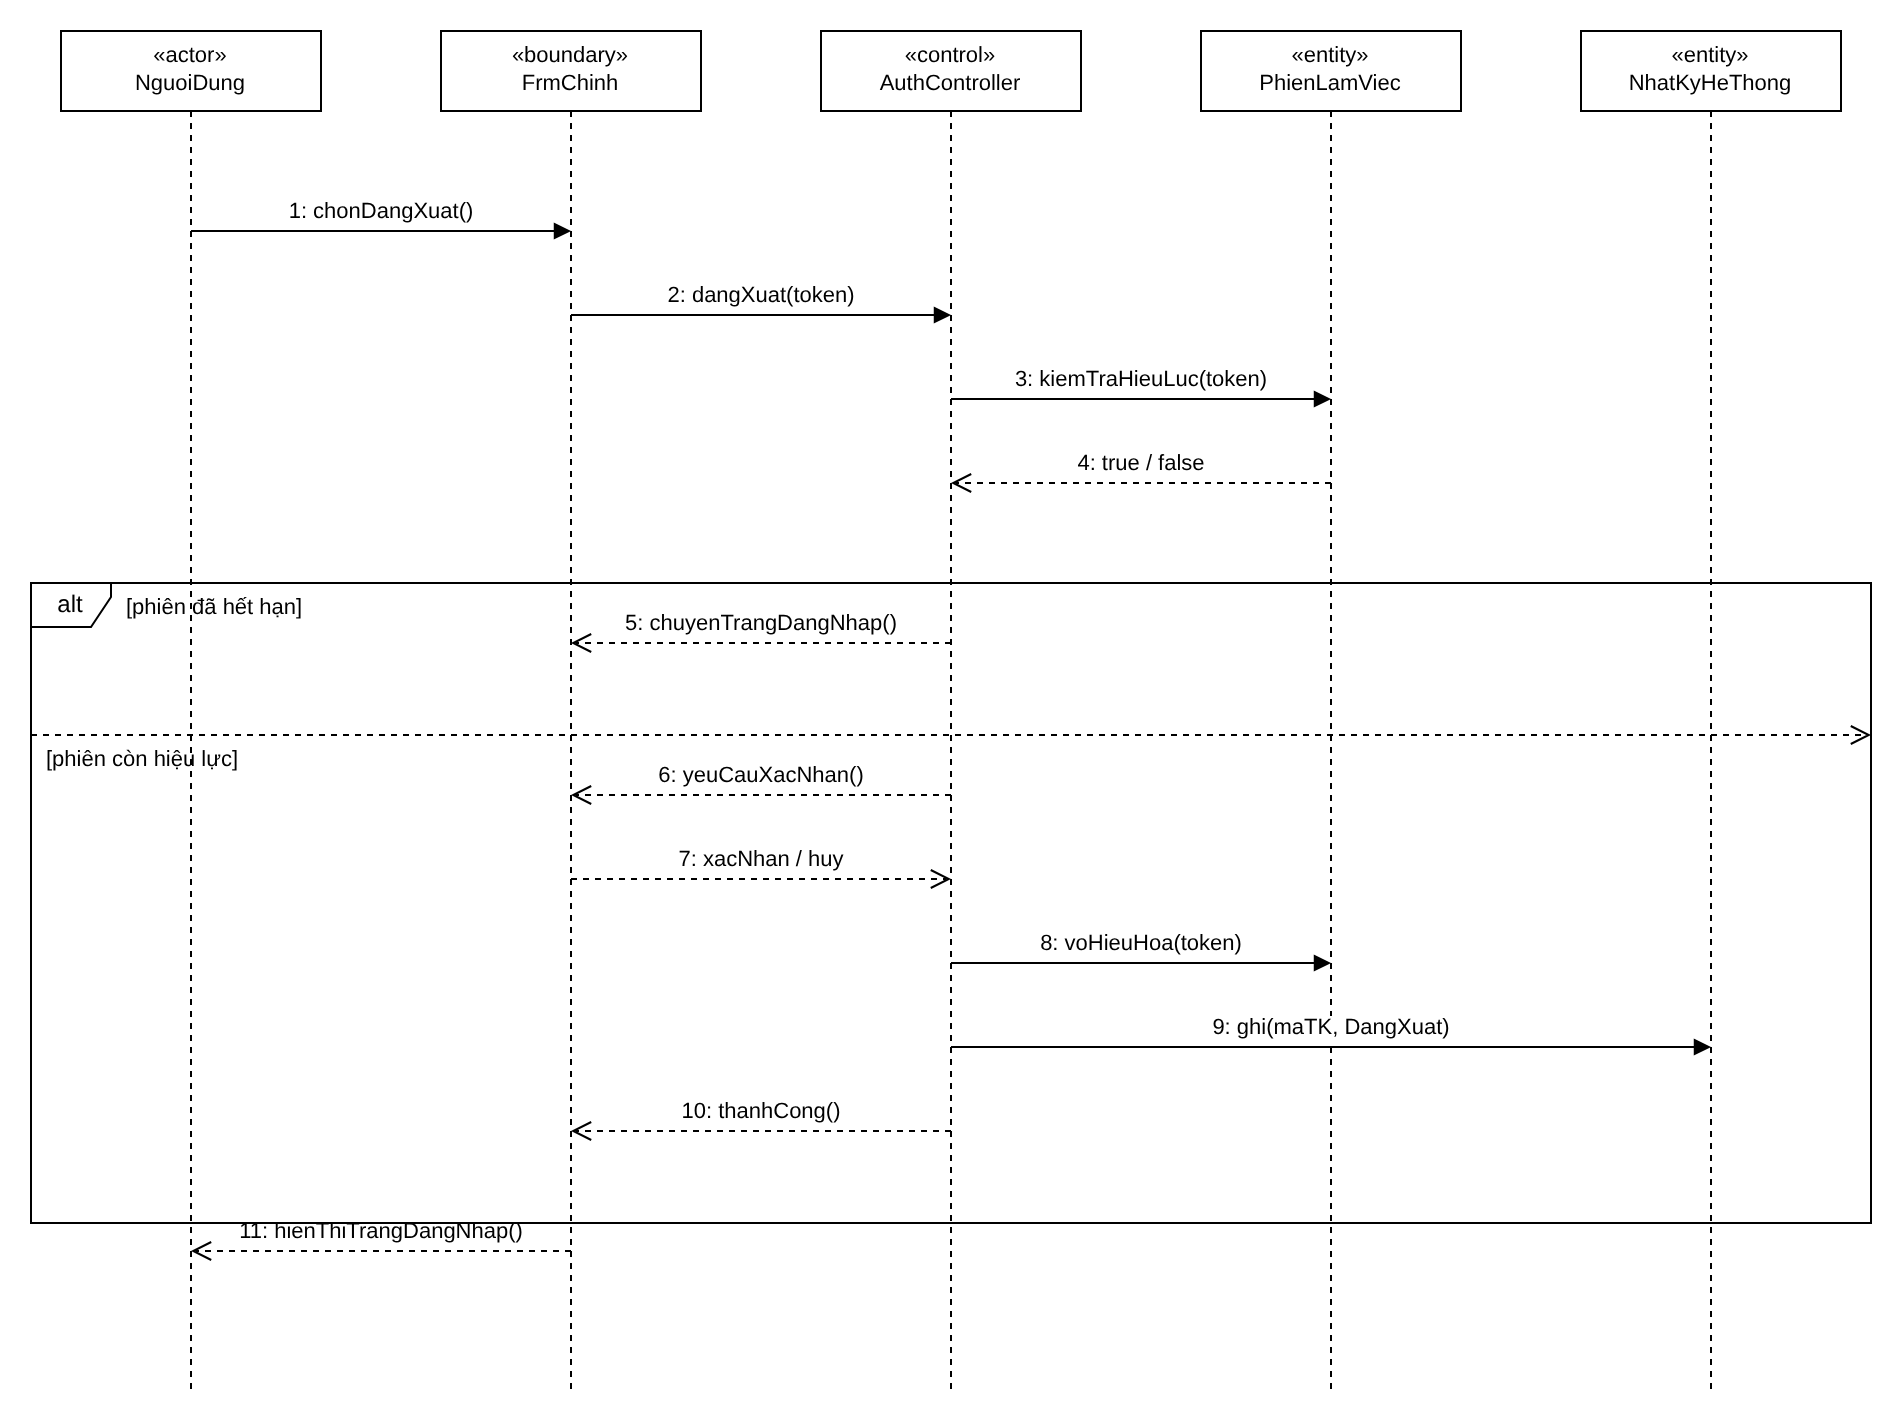 «actor»
NguoiDung
«boundary»
FrmChinh
«control»
AuthController
«entity»
PhienLamViec
«entity»
NhatKyHeThong
1: chonDangXuat()
2: dangXuat(token)
3: kiemTraHieuLuc(token)
4: true / false
alt
[phiên đã hết hạn]
5: chuyenTrangDangNhap()
[phiên còn hiệu lực]
6: yeuCauXacNhan()
7: xacNhan / huy
8: voHieuHoa(token)
9: ghi(maTK, DangXuat)
10: thanhCong()
11: hienThiTrangDangNhap()